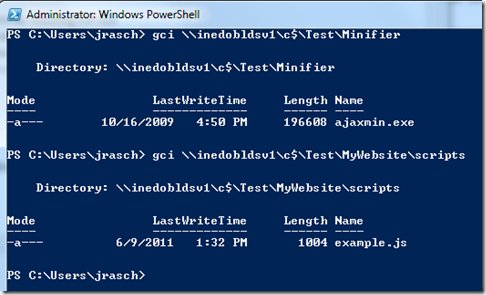 Administrator: Windows PowerShell
PS C:\Users\jrasch> gci \\inedobldsv1\c$\Test\Minifier
Directory: \\inedobldsv1\c$\Test\Minifier
Mode LastWriteTime Length Name
---- ------------- ------ ----
-a--- 10/16/2009 4:50 PM 196608 ajaxmin.exe
PS C:\Users\jrasch> gci \\inedobldsv1\c$\Test\MyWebsite\scripts
Directory: \\inedobldsv1\c$\Test\MyWebsite\scripts
Mode LastWriteTime Length Name
---- ------------- ------ ----
-a--- 6/9/2011 1:32 PM 1004 example.js
PS C:\Users\jrasch>